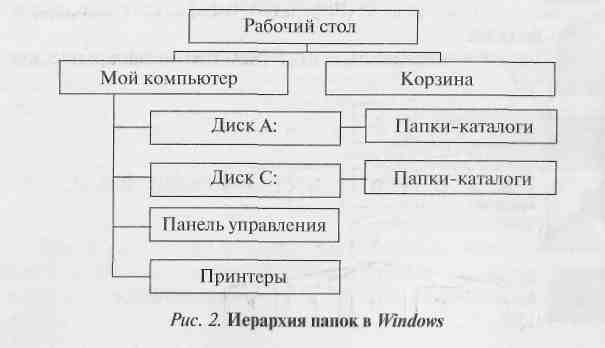 Рабочий стол
Мой компьютер
Корзина
Диск А:
Папки-каталоги
Диск С:
Папки-каталоги
Панель управления
Принтеры
Рис. 2. Иерархия папок в Windows